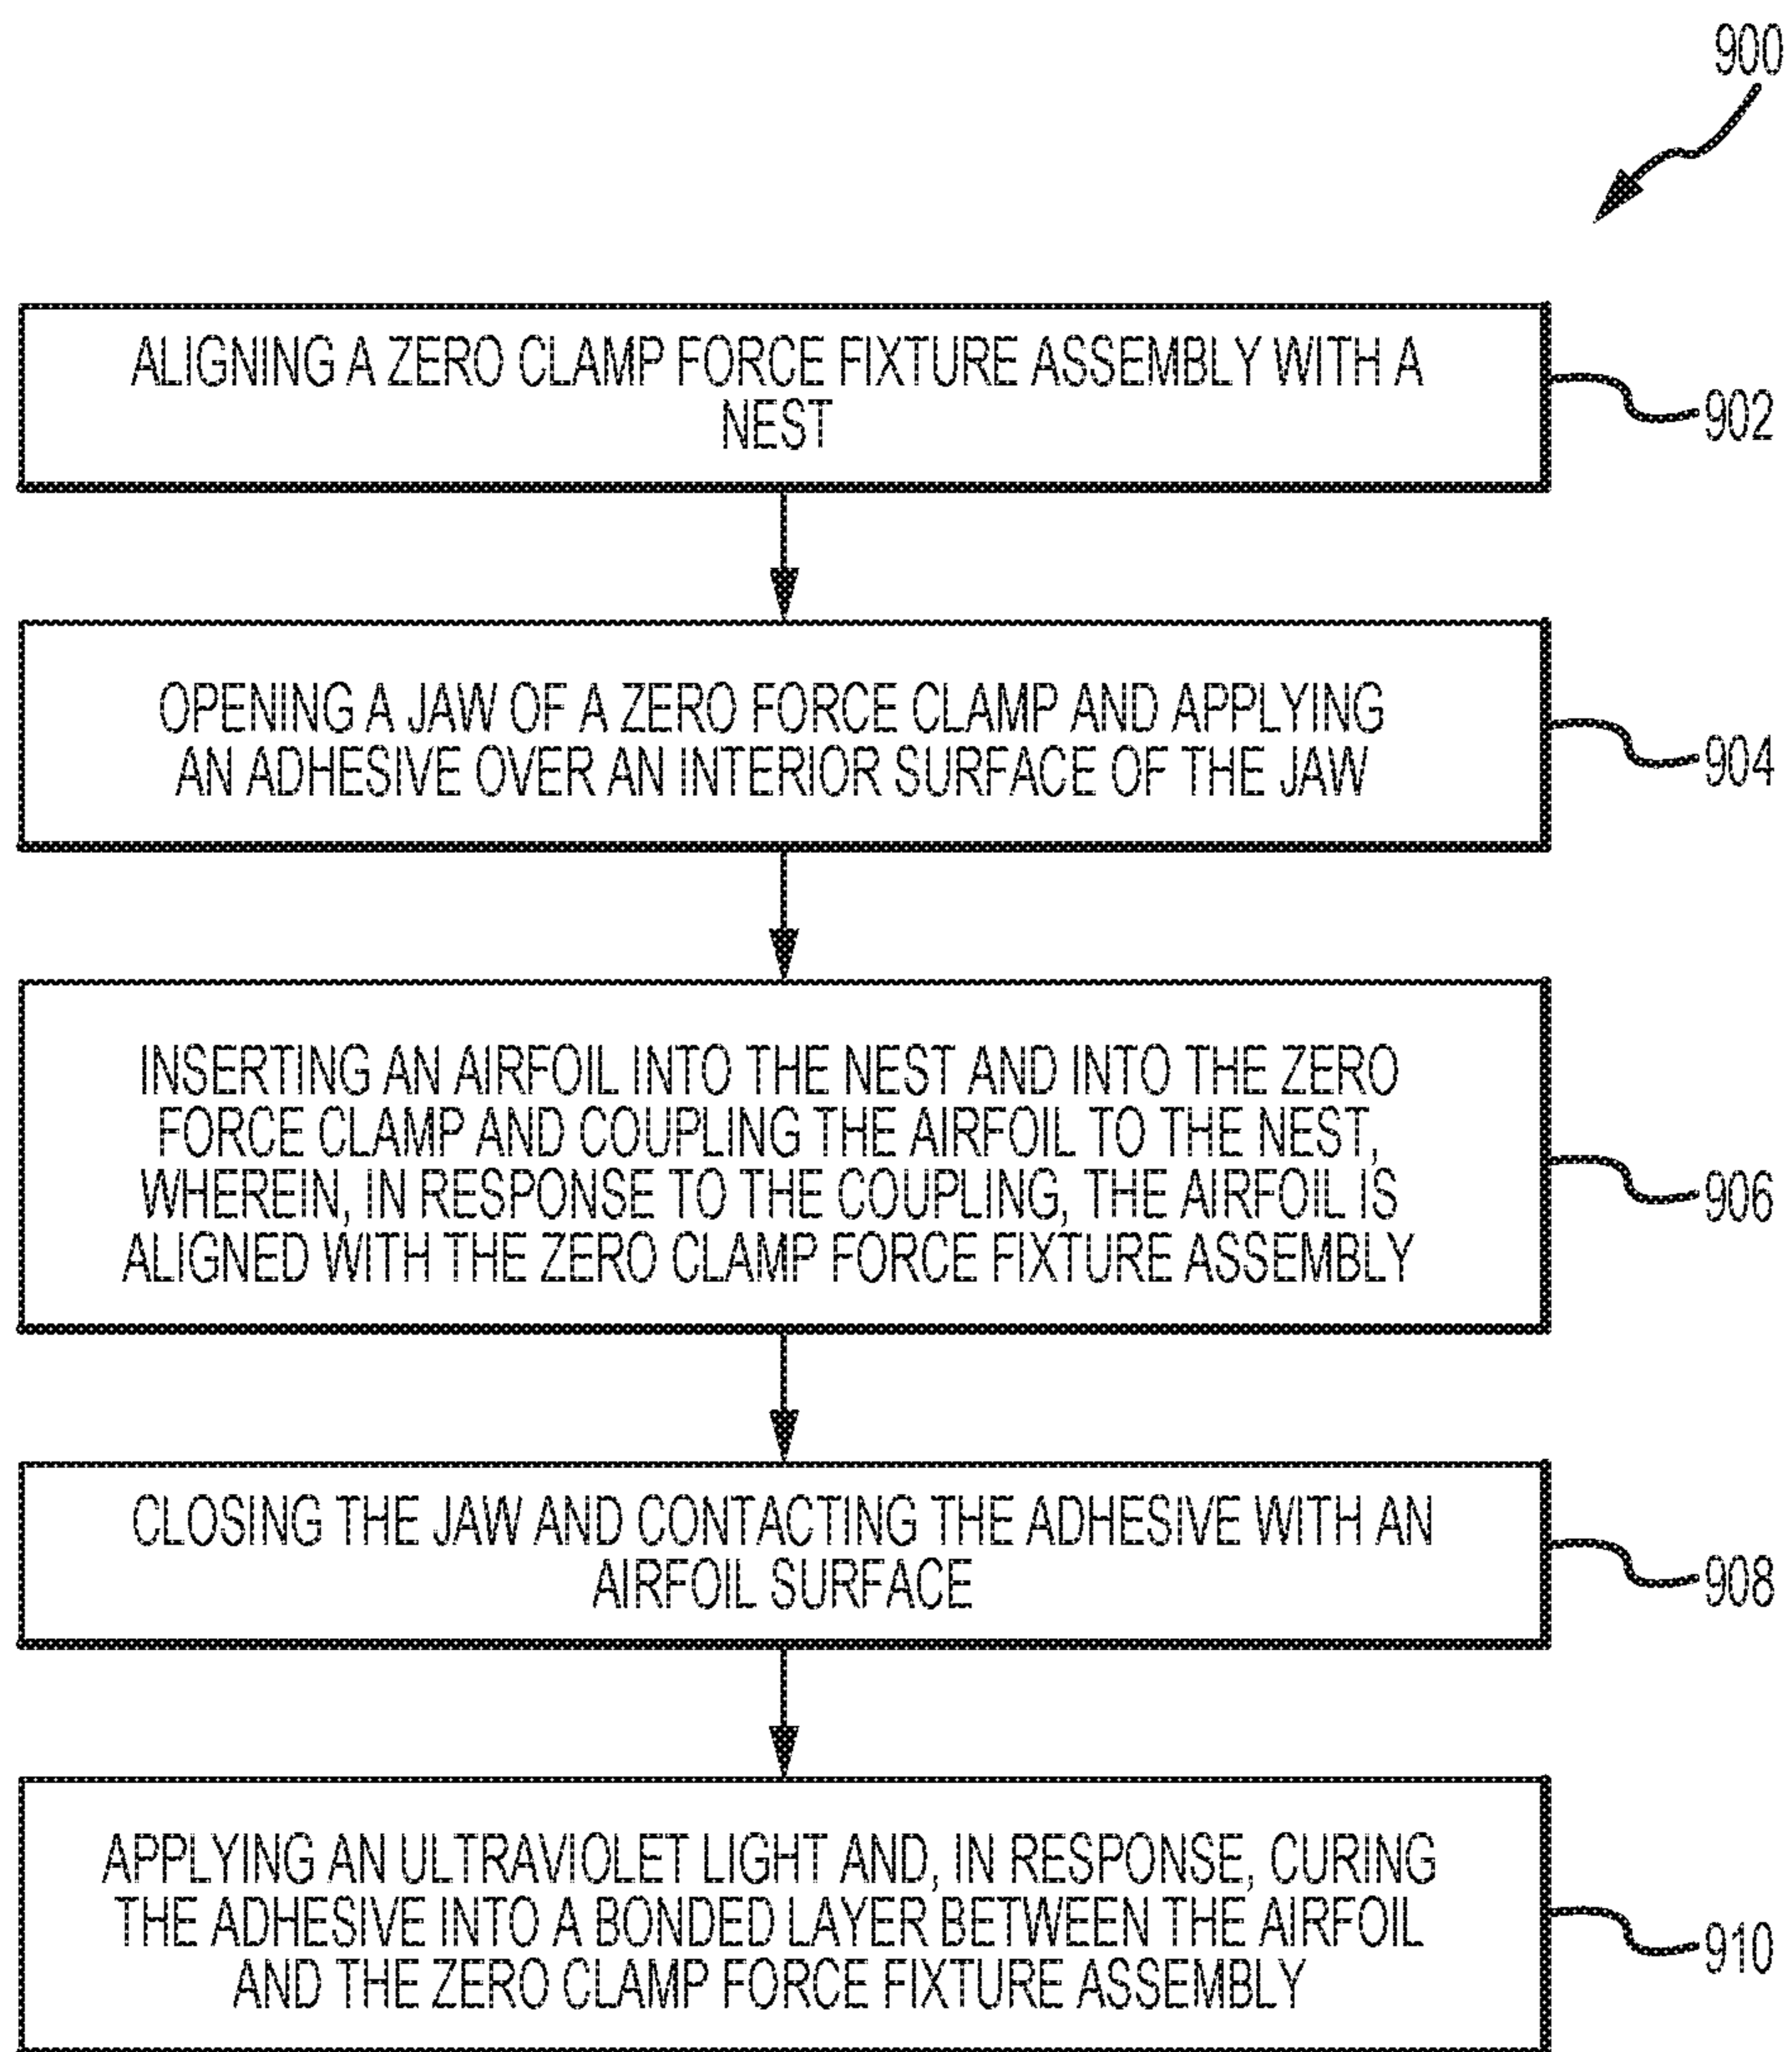 900
ALIGNING A ZERO CLAMP FORCE FIXTURE ASSEMBLY WITH A
NEST
902
OPENING A JAW OF A ZERO FORCE CLAMP AND APPLYING
AN ADHESIVE OVER AN INTERIOR SURFACE OF THE JAW
904
INSERTING AN AIRFOIL INTO THE NEST AND INTO THE ZERO
FORCE CLAMP AND COUPLING THE AIRFOIL TO THE NEST,
WHEREIN, IN RESPONSE TO THE COUPLING, THE AIRFOIL IS
ALIGNED WITH THE ZERO CLAMP FORCE FIXTURE ASSEMBLY
906
CLOSING THE JAW AND CONTACTING THE ADHESIVE WITH AN
AIRFOIL SURFACE
908
APPLYING AN ULTRAVIOLET LIGHT AND, IN RESPONSE, CURING
THE ADHESIVE INTO A BONDED LAYER BETWEEN THE AIRFOIL
AND THE ZERO CLAMP FORCE FIXTURE ASSEMBLY
910